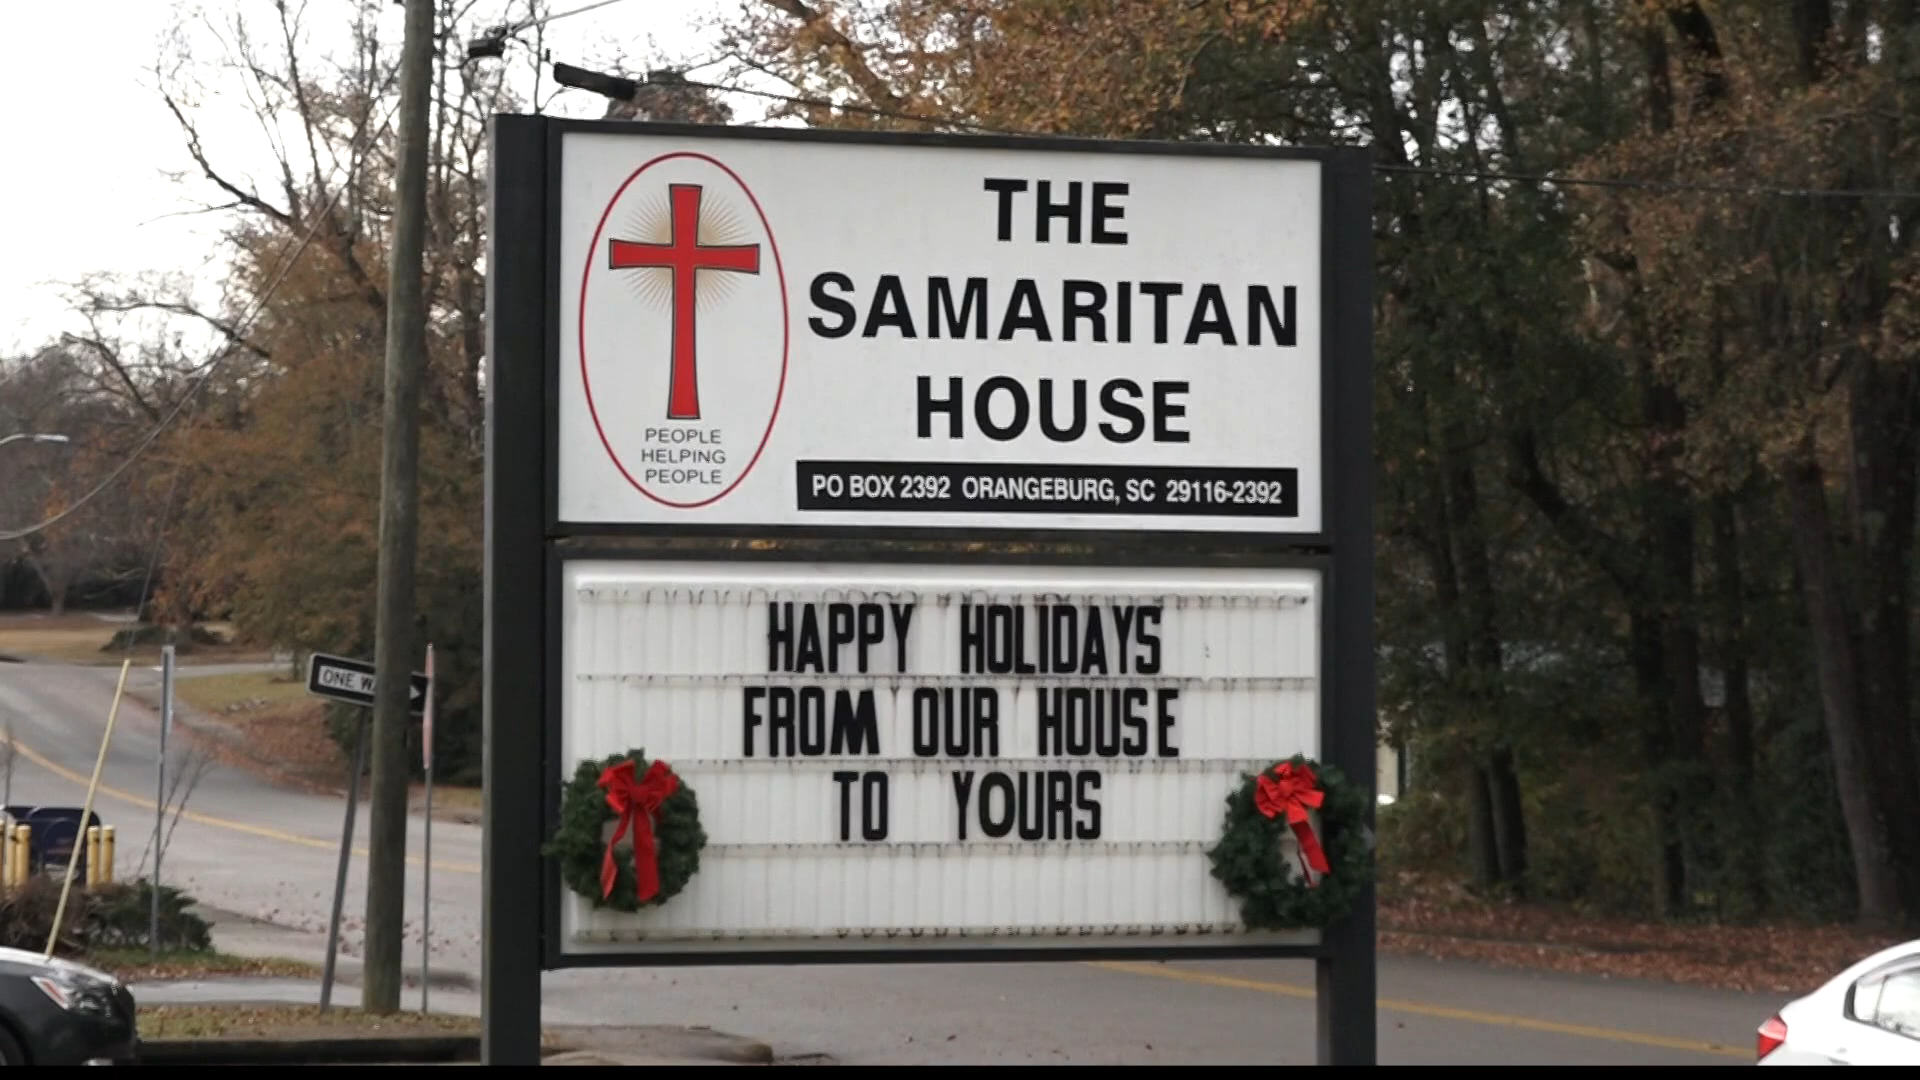 THE
SAMARITAN
HOUSE
PEOPLE
HELPING
PEOPLE
PO BOX 2392 ORANGEBURG, SC 29116-2392
HAPPY HOLIDAYS
FROM OUR HOUSE
TO YOURS
ONE